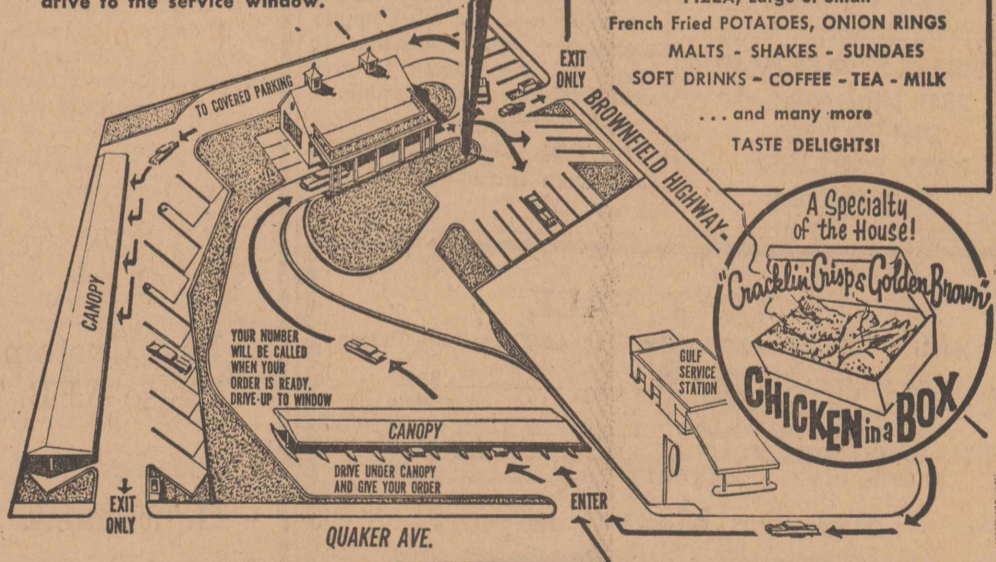 drive to the service window.
French Fried POTATOES, ONION RINGS
MALTS - SHAKES - SUNDAES
SOFT DRINKS - COFFEE - TEA - MILK
... and many more
TASTE DELIGHTS!
EXIT
ONLY
BROWNFIELD HIGHWAY-
TO COVERED PARKING
CANOPY
A Specialty
of the House!
"Cracklin' Crisp & Golden Brown"
CHICKEN in a BOX
GULF
SERVICE
STATION
YOUR NUMBER
WILL BE CALLED
WHEN YOUR
ORDER IS READY.
DRIVE-UP TO WINDOW
CANOPY
DRIVE UNDER CANOPY
AND GIVE YOUR ORDER
ENTER
EXIT
ONLY
QUAKER AVE.